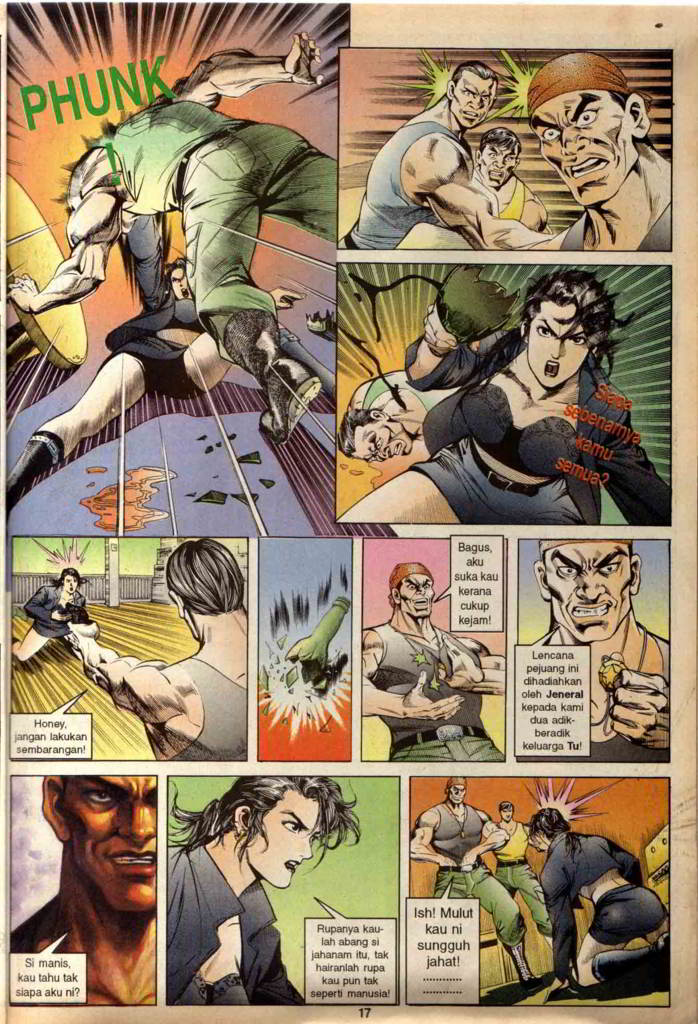 PHUNK
!
Siapa
sebenarnya
kamu
semua?
Honey,
jangan lakukan
sembarangan!
Bagus,
aku
suka kau
kerana
cukup
kejam!
Lencana
pejuang ini
dihadiahkan
oleh Jeneral
kepada kami
dua adik-
beradik
keluarga Tu!
Si manis,
kau tahu tak
siapa aku ni?
Rupanya kau-
lah abang si
jahanam itu, tak
hairanlah rupa
kau pun tak
seperti manusia!
Ish! Mulut
kau ni
sungguh
jahat!
............
............
17